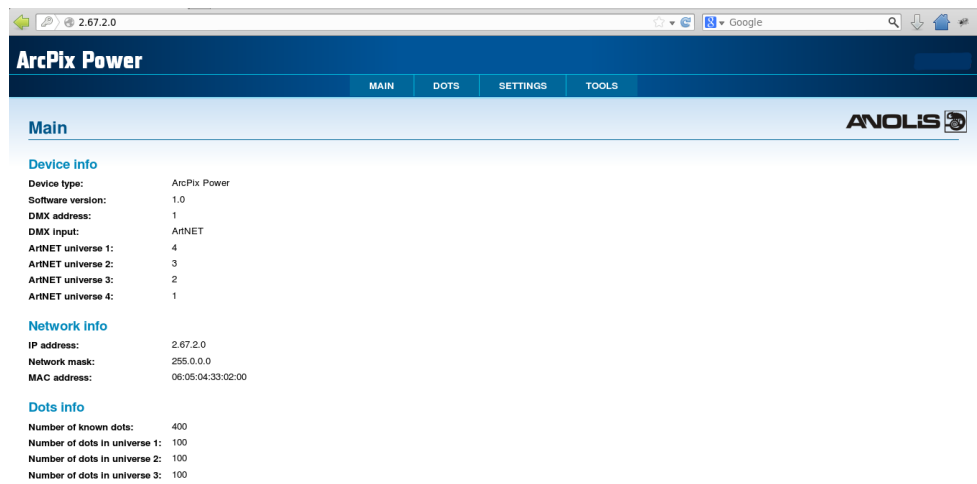 2.67.2.0
Google
ArcPix Power
MAIN DOTS SETTINGS TOOLS
Main
ANOLiS
Device info
Device type: ArcPix Power
Software version: 1.0
DMX address: 1
DMX input: ArtNET
ArtNET universe 1: 4
ArtNET universe 2: 3
ArtNET universe 3: 2
ArtNET universe 4: 1
Network info
IP address: 2.67.2.0
Network mask: 255.0.0.0
MAC address: 06:05:04:33:02:00
Dots info
Number of known dots: 400
Number of dots in universe 1: 100
Number of dots in universe 2: 100
Number of dots in universe 3: 100